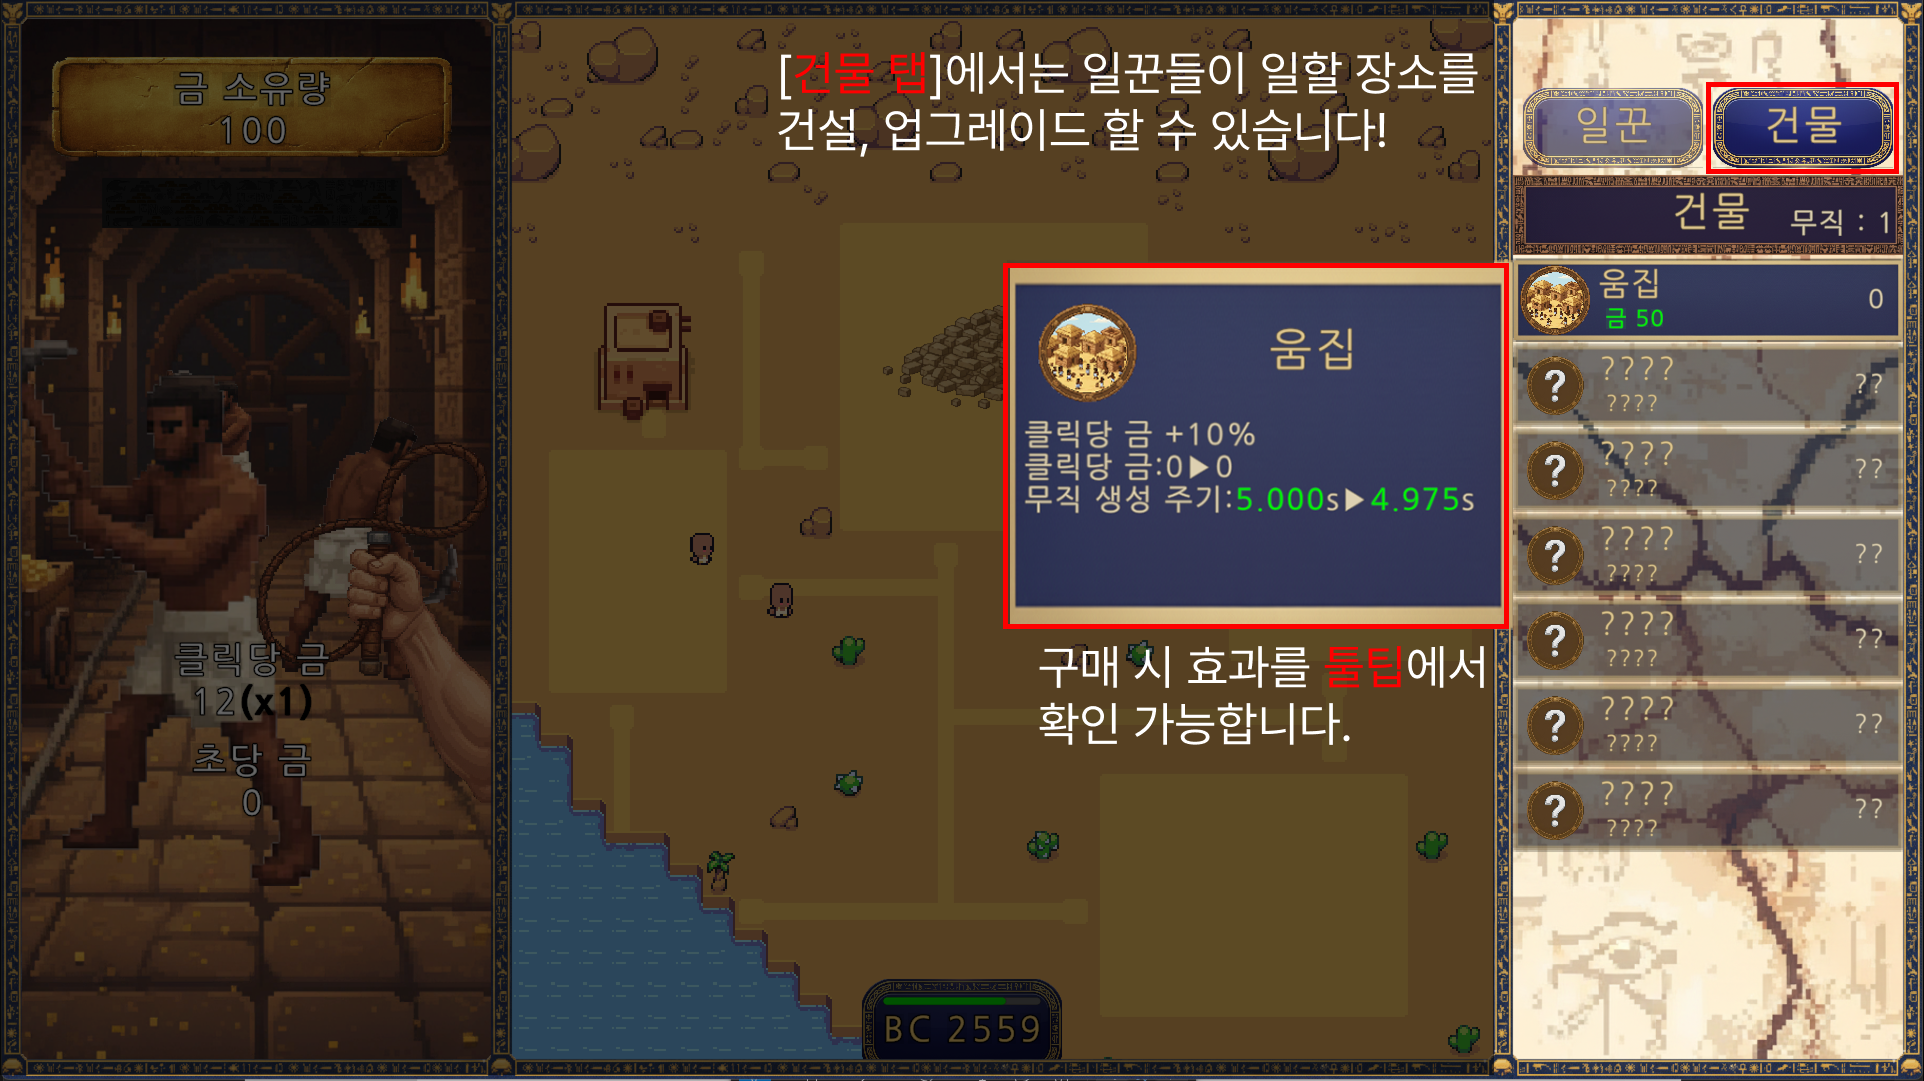 금 소유량
100
[건물 탭]에서는 일꾼들이 일할 장소를
건설, 업그레이드 할 수 있습니다!
일꾼
건물
건물
무직 : 1
움집
금 50
0
움집
클릭당 금 +10%
클릭당 금:0▶0
무직 생성 주기:5.000s▶4.975s
구매 시 효과를 툴팁에서
확인 가능합니다.
????
??
????
????
??
????
????
??
????
????
??
????
????
??
????
????
??
????
?
?
?
?
?
?
클릭당 금
12(x1)
초당 금
0
BC 2559